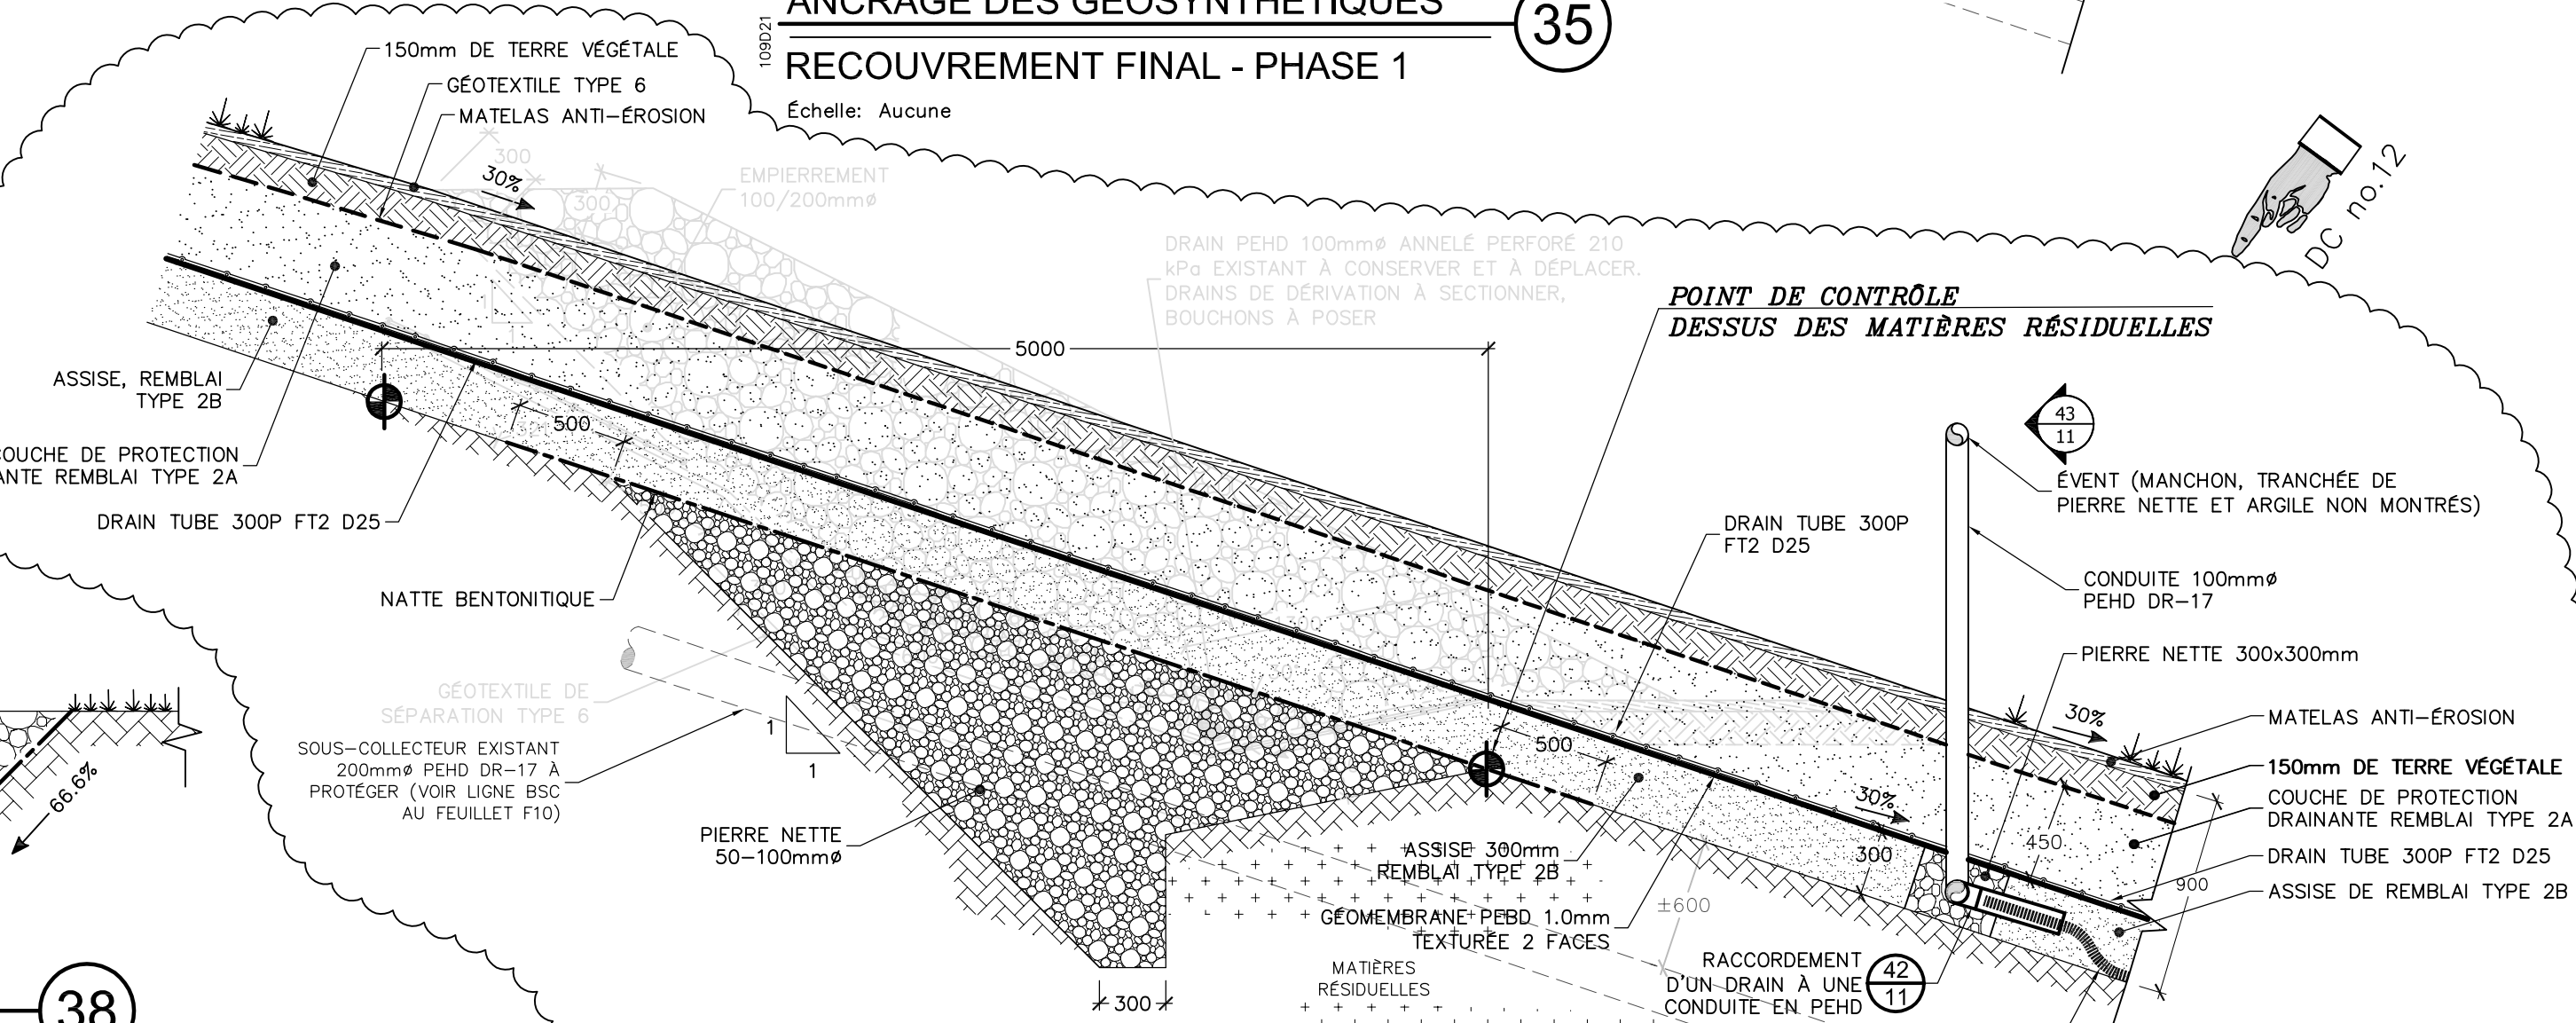 ANCRAGE DES GÉOSYNTHÉTIQUES
35
109D21
RECOUVREMENT FINAL - PHASE 1
Échelle: Aucune
150mm DE TERRE VÉGÉTALE
GÉOTEXTILE TYPE 6
MATELAS ANTI-ÉROSION
300
30%
300
EMPIERREMENT
100/200mmø
DRAIN PEHD 100mmø ANNELÉ PERFORÉ 210
kPa EXISTANT À CONSERVER ET À DÉPLACER.
DRAINS DE DÉRIVATION À SECTIONNER,
BOUCHONS À POSER
DC no.12
POINT DE CONTRÔLE
DESSUS DES MATIÈRES RÉSIDUELLES
5000
ASSISE, REMBLAI
TYPE 2B
500
COUCHE DE PROTECTION
ANTE REMBLAI TYPE 2A
DRAIN TUBE 300P FT2 D25
43
11
ÉVENT (MANCHON, TRANCHÉE DE
PIERRE NETTE ET ARGILE NON MONTRÉS)
DRAIN TUBE 300P
FT2 D25
NATTE BENTONITIQUE
CONDUITE 100mmø
PEHD DR-17
PIERRE NETTE 300x300mm
GÉOTEXTILE DE
SÉPARATION TYPE 6
SOUS-COLLECTEUR EXISTANT
200mmø PEHD DR-17 À
PROTÉGER (VOIR LIGNE BSC
AU FEUILLET F10)
1
1
500
30%
MATELAS ANTI-ÉROSION
150mm DE TERRE VÉGÉTALE
COUCHE DE PROTECTION
DRAINANTE REMBLAI TYPE 2A
DRAIN TUBE 300P FT2 D25
ASSISE DE REMBLAI TYPE 2B
66.6%
PIERRE NETTE
50-100mmø
ASSISE 300mm
REMBLAI TYPE 2B
30%
300
450
900
±600
GÉOMEMBRANE PEBD 1.0mm
TEXTURÉE 2 FACES
MATIÈRES
RÉSIDUELLES
RACCORDEMENT
D'UN DRAIN À UNE
CONDUITE EN PEHD
42
11
300
38